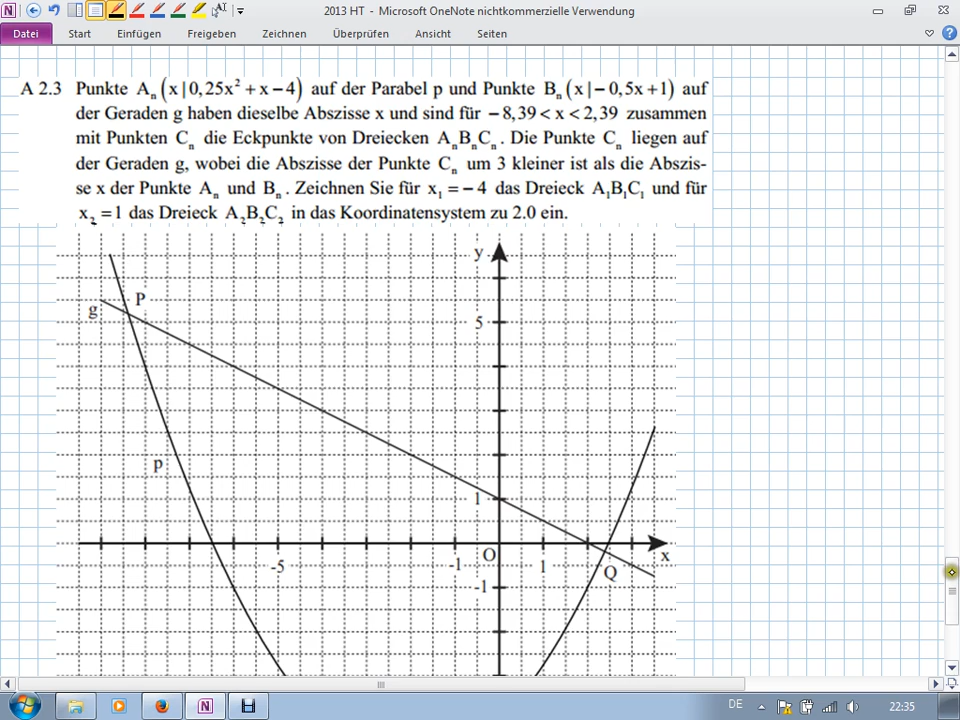 2013 HT - Microsoft OneNote nichtkommerzielle Verwendung
Datei Start Einfügen Freigeben Zeichnen Überprüfen Ansicht Seiten
A 2.3 Punkte Aₙ (x | 0,25x² + x − 4) auf der Parabel p und Punkte Bₙ (x | − 0,5x + 1) auf
der Geraden g haben dieselbe Abszisse x und sind für − 8,39 < x < 2,39 zusammen
mit Punkten Cₙ die Eckpunkte von Dreiecken AₙBₙCₙ. Die Punkte Cₙ liegen auf
der Geraden g, wobei die Abszisse der Punkte Cₙ um 3 kleiner ist als die Abszis-
se x der Punkte Aₙ und Bₙ. Zeichnen Sie für x₁ = − 4 das Dreieck A₁B₁C₁ und für
x₂ = 1 das Dreieck A₂B₂C₂ in das Koordinatensystem zu 2.0 ein.
y
P
g
5
p
1
O
x
-5
-1
1
Q
-1
DE
22:35